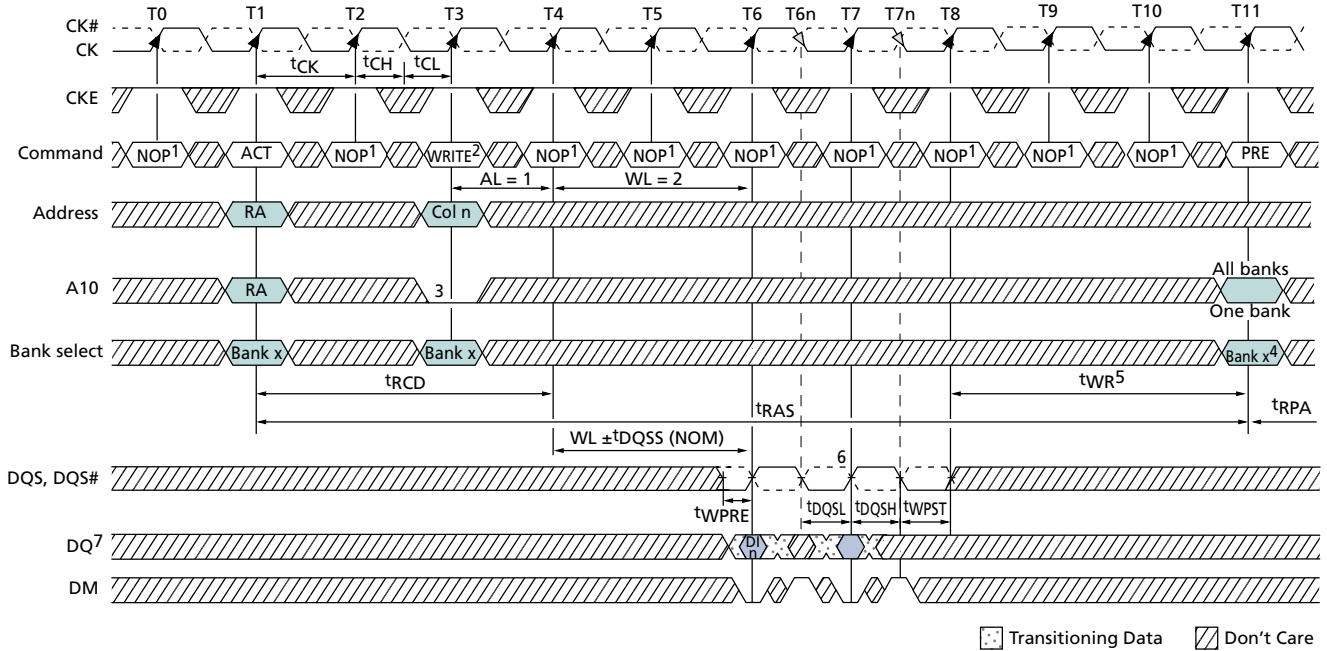 T0 T1 T2 T3 T4 T5 T6 T6n T7 T7n T8 T9 T10 T11
CK#
CK
tCK tCH tCL
CKE
Command NOP1 ACT NOP1 WRITE2 NOP1 NOP1 NOP1 NOP1 NOP1 NOP1 NOP1 PRE
AL = 1 WL = 2
Address RA Col n
All banks
A10 RA 3
One bank
Bank select Bank x Bank x Bank x4
tRCD tWR5
tRAS tRPA
WL ±tDQSS (NOM)
6
DQS, DQS#
tWPRE tDQSL tDQSH tWPST
DQ7 DI
n
DM
Transitioning Data Don't Care